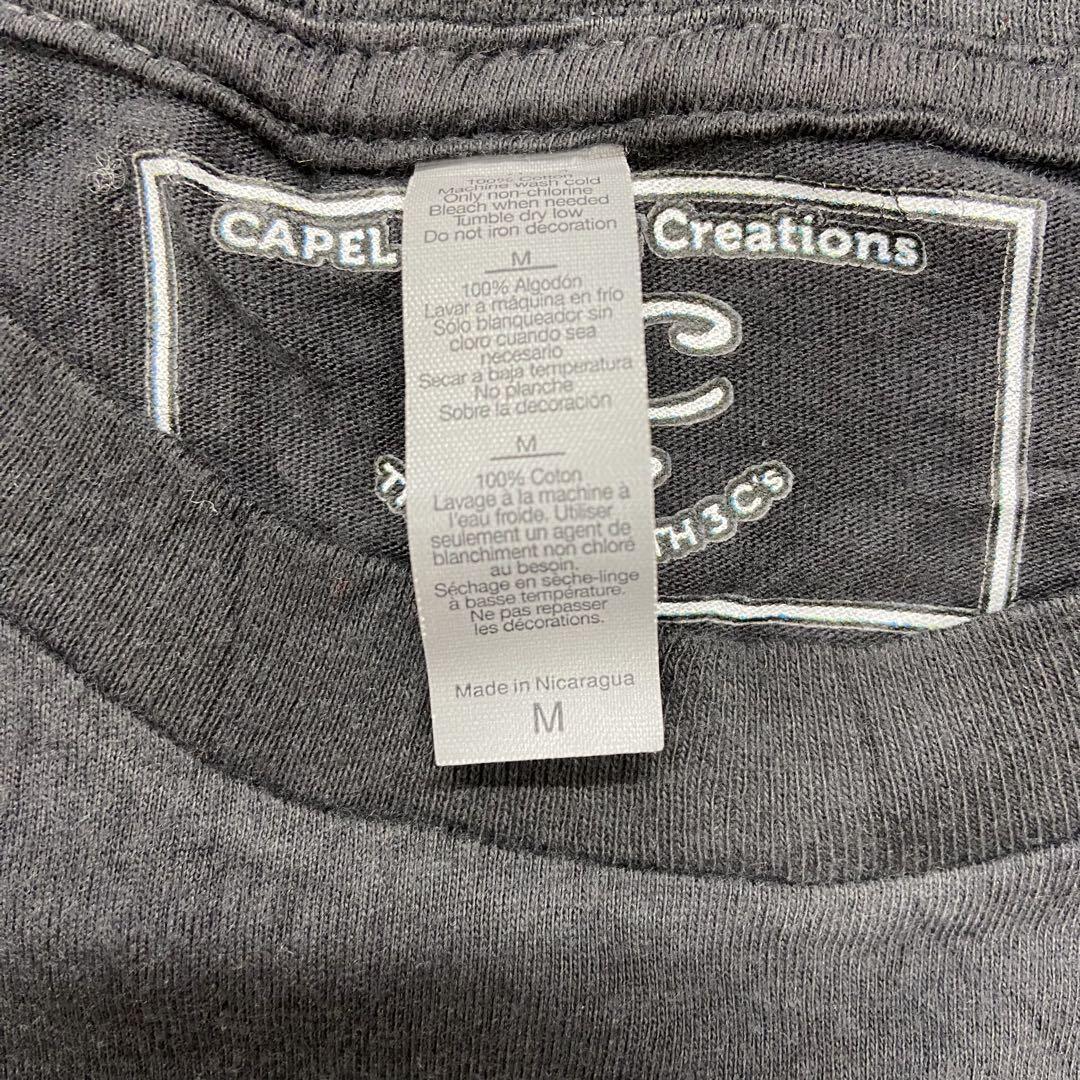 100% Cotton
Machine wash cold
Only non-chlorine
Bleach when needed
Tumble dry low
Do not iron decoration
M
100% Algodón
Lavar a máquina en frío
Sólo blanqueador sin
cloro cuando sea
necesario
Secar a baja temperatura
No planche
Sobre la decoración
M
100% Coton
Lavage à la machine à
l'eau froide. Utiliser
seulement un agent de
blanchiment non chloré
au besoin.
Séchage en sèche-linge
à basse température.
Ne pas repasser
les décorations.
Made in Nicaragua
M
CAPEL Creations
C
3 C's